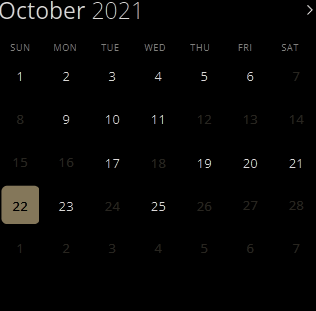 October 2021
SUN MON TUE WED THU FRI SAT
1 2 3 4 5 6 7
8 9 10 11 12 13 14
15 16 17 18 19 20 21
22 23 24 25 26 27 28
1 2 3 4 5 6 7